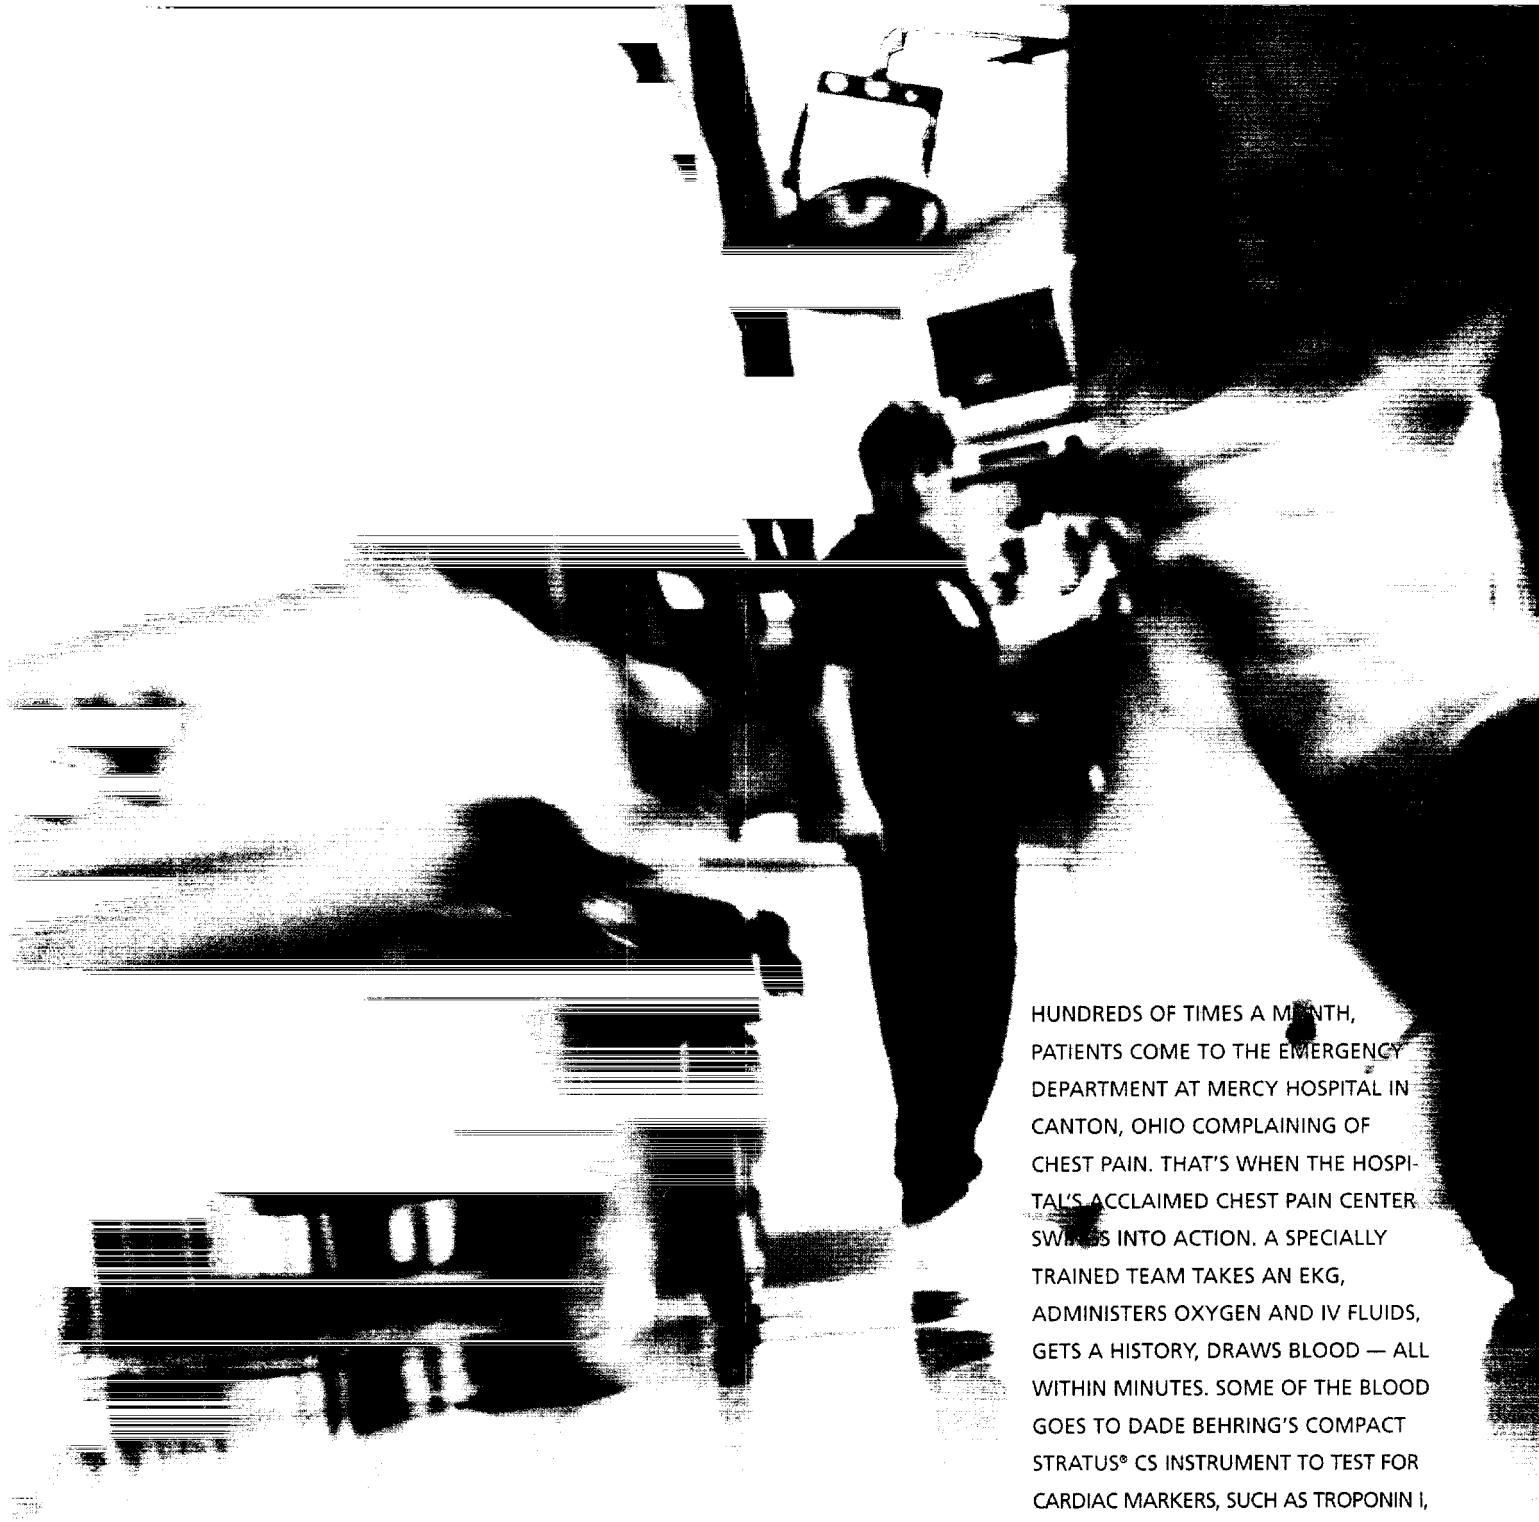 HUNDREDS OF TIMES A MONTH,
PATIENTS COME TO THE EMERGENCY
DEPARTMENT AT MERCY HOSPITAL IN
CANTON, OHIO COMPLAINING OF
CHEST PAIN. THAT'S WHEN THE HOSPI-
TAL'S ACCLAIMED CHEST PAIN CENTER
SWINGS INTO ACTION. A SPECIALLY
TRAINED TEAM TAKES AN EKG,
ADMINISTERS OXYGEN AND IV FLUIDS,
GETS A HISTORY, DRAWS BLOOD — ALL
WITHIN MINUTES. SOME OF THE BLOOD
GOES TO DADE BEHRING'S COMPACT
STRATUS® CS INSTRUMENT TO TEST FOR
CARDIAC MARKERS, SUCH AS TROPONIN I,